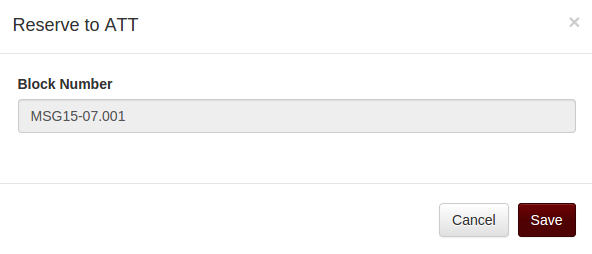 Reserve to ATT
×
Block Number
MSG15-07.001
Cancel
Save